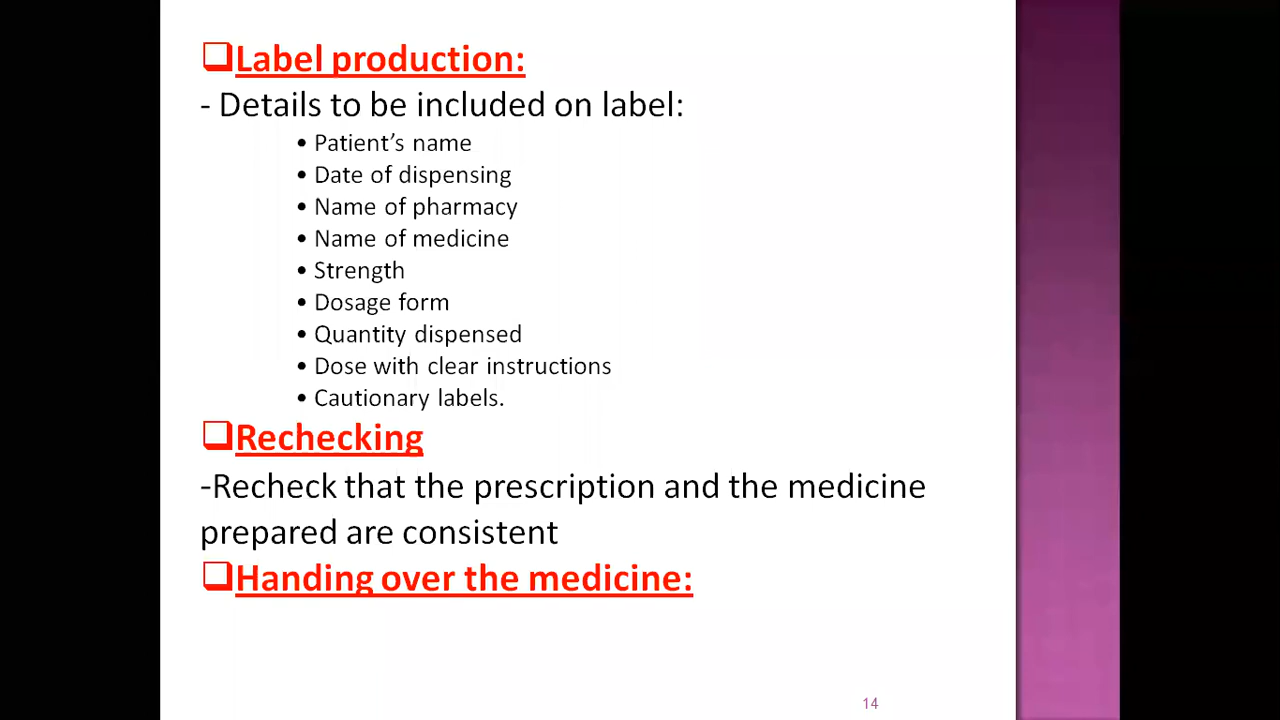 ❑Label production:
- Details to be included on label:
• Patient’s name
• Date of dispensing
• Name of pharmacy
• Name of medicine
• Strength
• Dosage form
• Quantity dispensed
• Dose with clear instructions
• Cautionary labels.
❑Rechecking
-Recheck that the prescription and the medicine
prepared are consistent
❑Handing over the medicine:
14